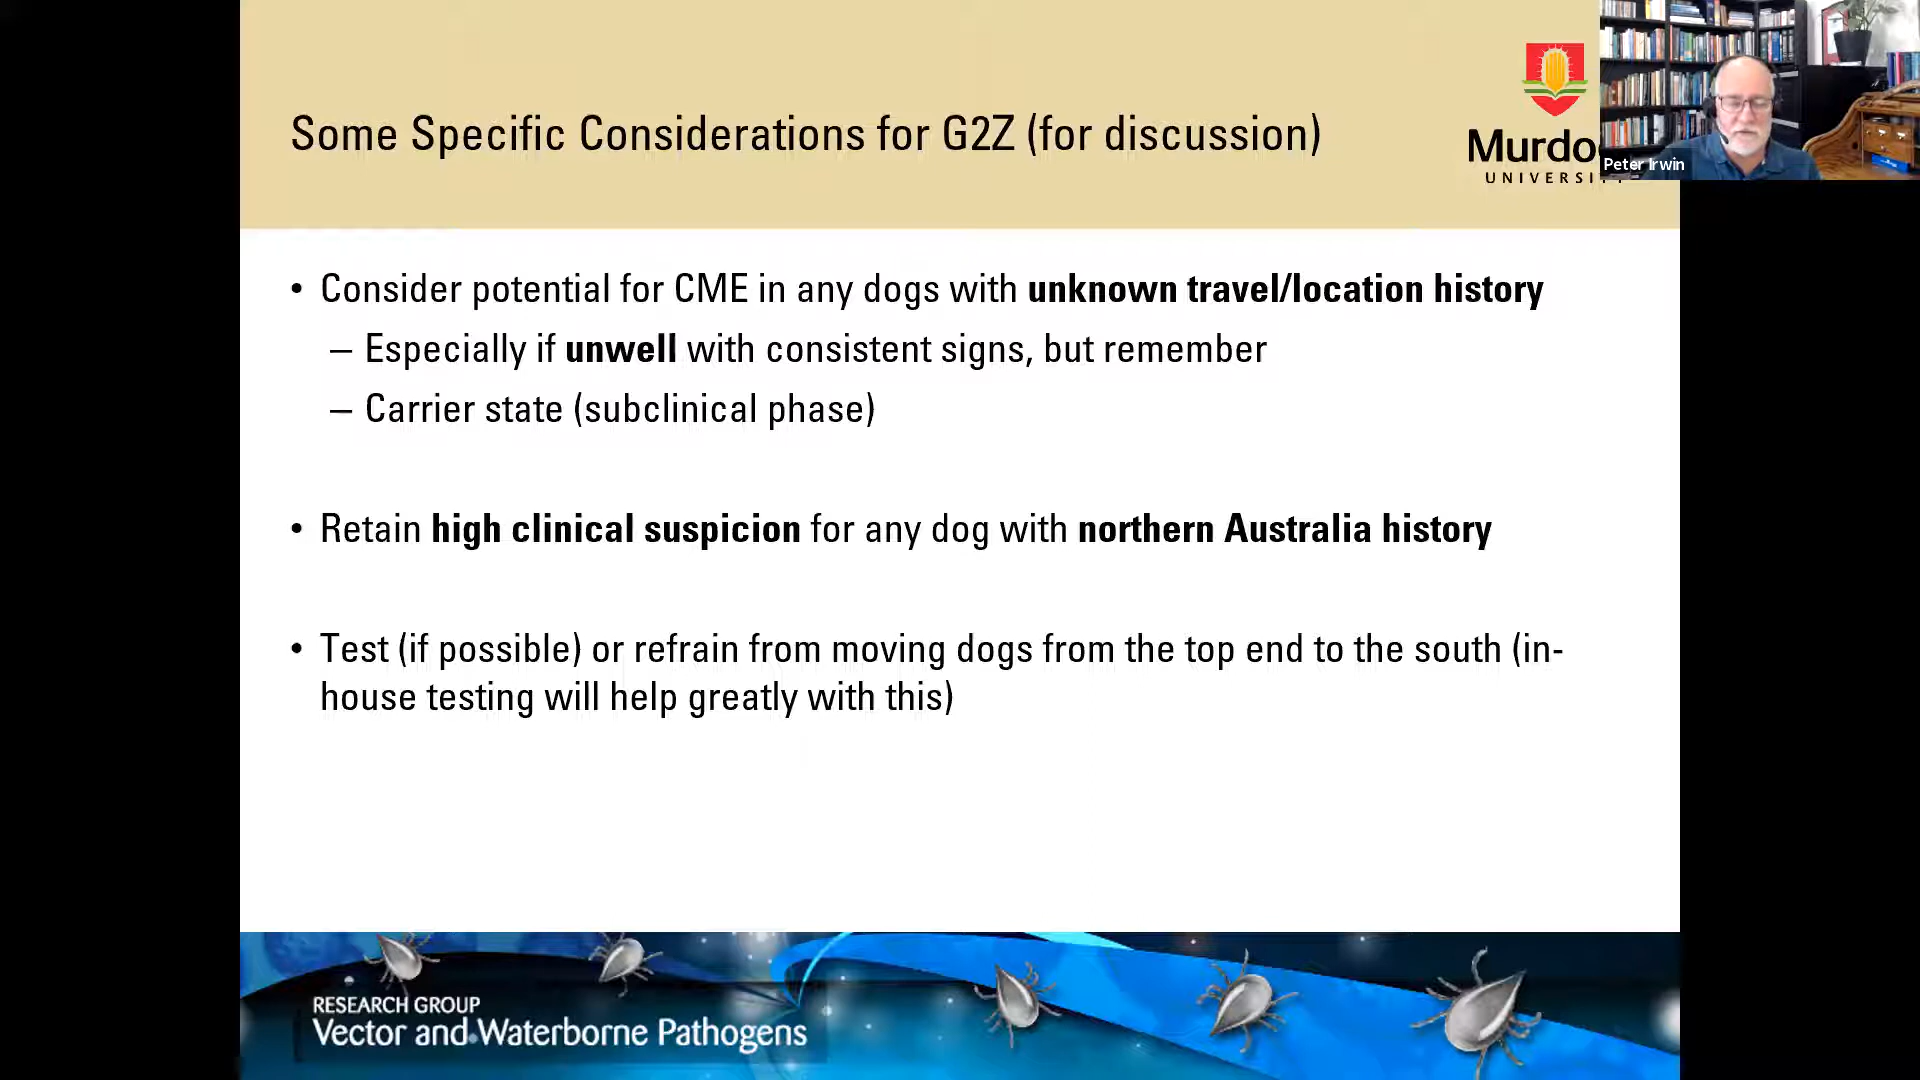 Some Specific Considerations for G2Z (for discussion)
UNIVERSI
Peter Irwin
• Consider potential for CME in any dogs with unknown travel/location history
– Especially if unwell with consistent signs, but remember
– Carrier state (subclinical phase)
• Retain high clinical suspicion for any dog with northern Australia history
• Test (if possible) or refrain from moving dogs from the top end to the south (in-
house testing will help greatly with this)
RESEARCH GROUP
Vector and Waterborne Pathogens